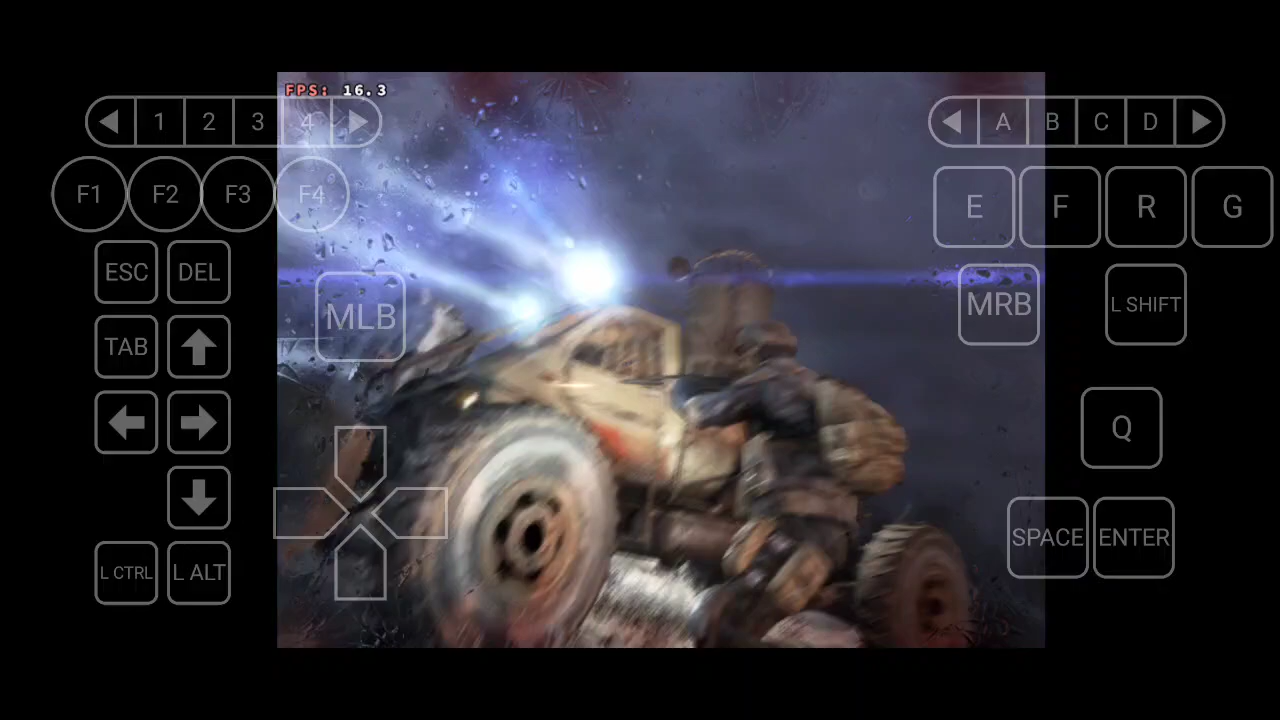 FPS: 16.3
1 2 3 4
A B C D
F1 F2 F3 F4
E F R G
ESC DEL
MLB
MRB
L SHIFT
TAB
Q
SPACE ENTER
L CTRL L ALT